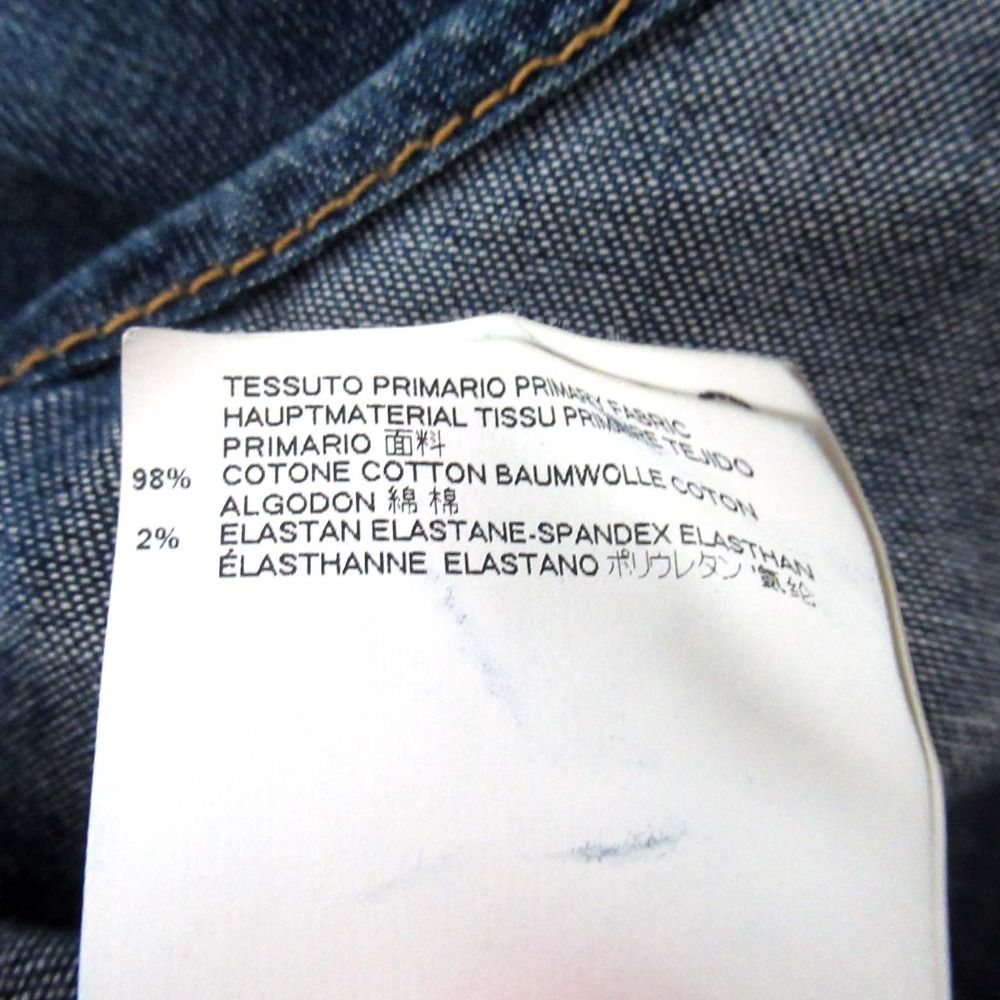 TESSUTO PRIMARIO PRIMARY FABRIC
HAUPTMATERIAL TISSU PRIMAIRE TEJIDO
PRIMARIO 面料
98% COTONE COTTON BAUMWOLLE COTON
ALGODON 綿 棉
2% ELASTAN ELASTANE-SPANDEX ELASTHAN
ÉLASTHANNE ELASTANO ポリウレタン 氨纶